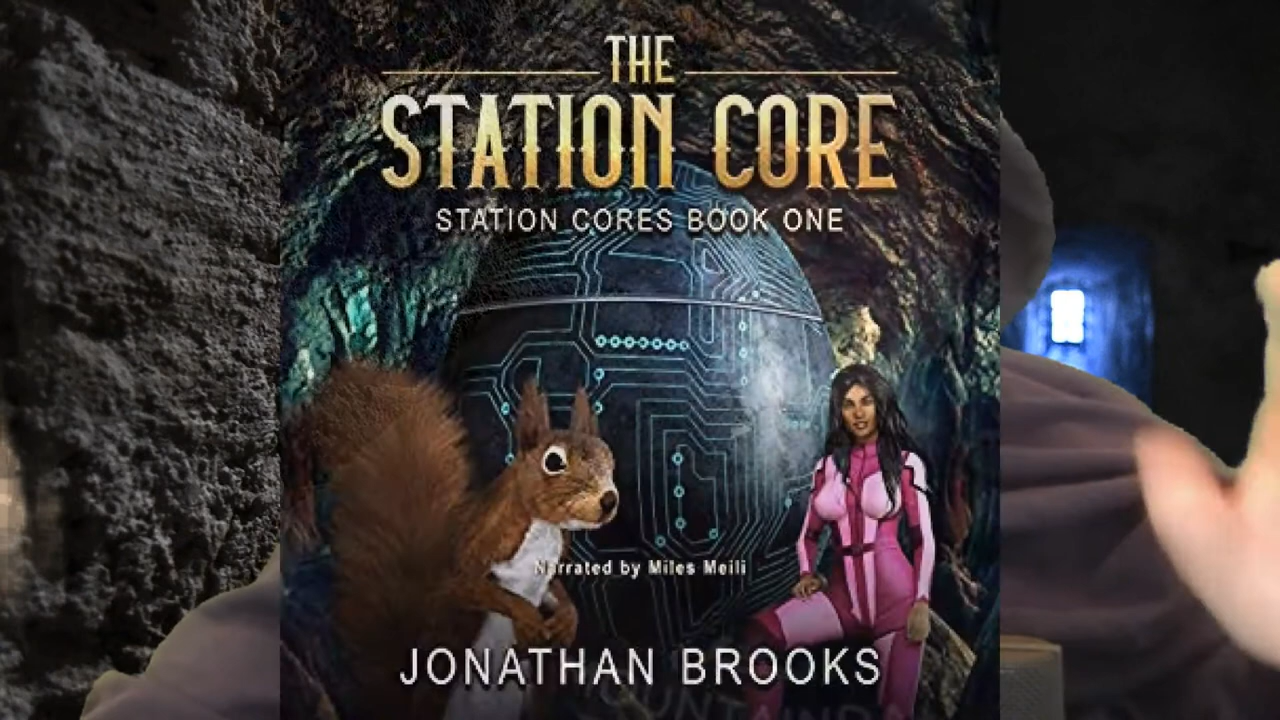 THE
STATION CORE
STATION CORES BOOK ONE
Narrated by Miles Meili
JONATHAN BROOKS